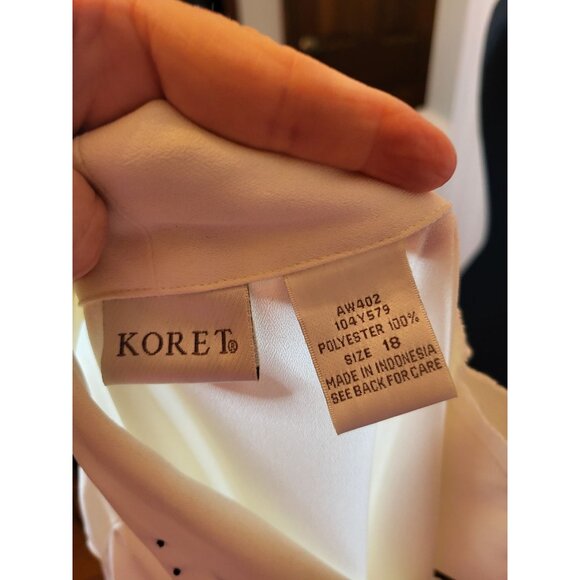 KORET®
AW402
104Y579
POLYESTER 100%
SIZE 18
MADE IN INDONESIA
SEE BACK FOR CARE